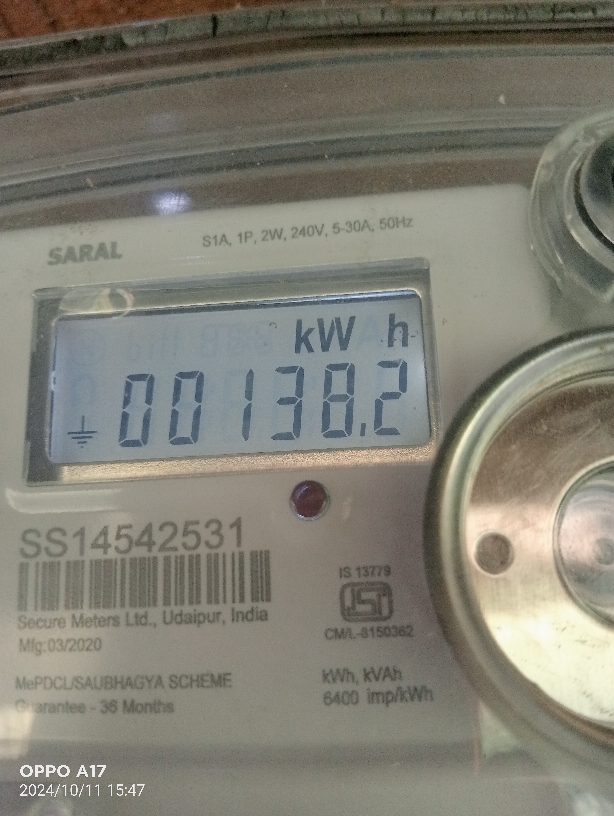 SARAL
S1A, 1P, 2W, 240V, 5-30A, 50Hz
kW h
00138.2
SS14542531
Secure Meters Ltd., Udaipur, India
Mfg:03/2020
IS 13779
ISI
CM/L-8150362
MePDCL/SAUBHAGYA SCHEME
Guarantee - 36 Months
kWh, kVAh
6400 imp/kWh
OPPO A17
2024/10/11 15:47